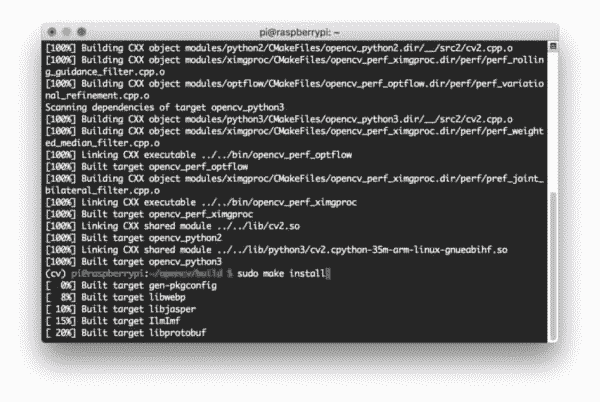 pi@raspberrypi: ~
[100%] Building CXX object modules/python2/CMakeFiles/opencv_python2.dir/__/src2/cv2.cpp.o
[100%] Building CXX object modules/ximgproc/CMakeFiles/opencv_perf_ximgproc.dir/perf/perf_rollin
g_guidance_filter.cpp.o
[100%] Building CXX object modules/optflow/CMakeFiles/opencv_perf_optflow.dir/perf/perf_variatio
nal_refinement.cpp.o
Scanning dependencies of target opencv_python3
[100%] Building CXX object modules/python3/CMakeFiles/opencv_python3.dir/__/src2/cv2.cpp.o
[100%] Building CXX object modules/ximgproc/CMakeFiles/opencv_perf_ximgproc.dir/perf/perf_weight
ed_median_filter.cpp.o
[100%] Linking CXX executable ../../bin/opencv_perf_optflow
[100%] Built target opencv_perf_optflow
[100%] Building CXX object modules/ximgproc/CMakeFiles/opencv_perf_ximgproc.dir/perf/pref_joint_
bilateral_filter.cpp.o
[100%] Linking CXX executable ../../bin/opencv_perf_ximgproc
[100%] Built target opencv_perf_ximgproc
[100%] Linking CXX shared module ../../lib/cv2.so
[100%] Built target opencv_python2
[100%] Linking CXX shared module ../../lib/python3/cv2.cpython-35m-arm-linux-gnueabihf.so
[100%] Built target opencv_python3
(cv) pi@raspberrypi:~/opencv/build $ sudo make install
[  0%] Built target gen-pkgconfig
[  8%] Built target libwebp
[ 10%] Built target libjasper
[ 15%] Built target IlmImf
[ 20%] Built target libprotobuf